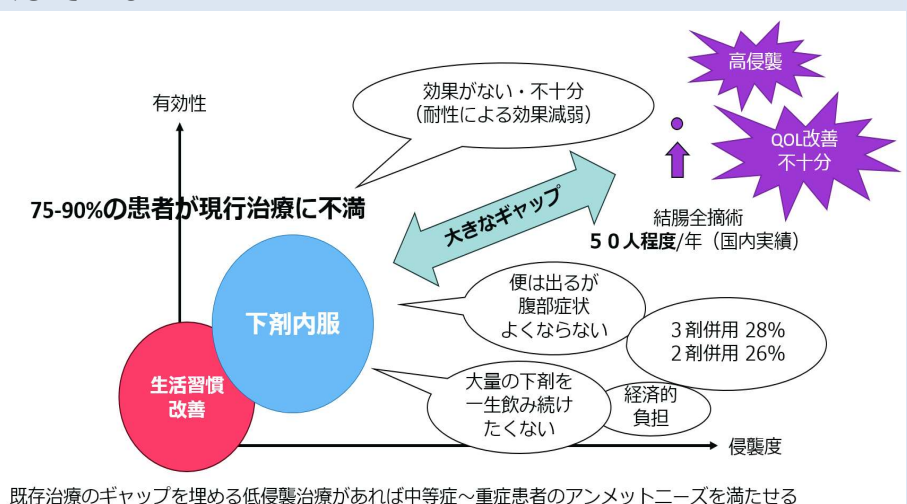 高侵襲
効果がない・不十分
（耐性による効果減弱）
有効性
QOL改善
不十分
75-90%の患者が現行治療に不満
大きなギャップ
結腸全摘術
５０人程度/年（国内実績）
便は出るが
腹部症状
よくならない
下剤内服
３剤併用 28%
２剤併用 26%
生活習慣
改善
大量の下剤を
一生飲み続け
たくない
経済的
負担
侵襲度
既存治療のギャップを埋める低侵襲治療があれば中等症～重症患者のアンメットニーズを満たせる